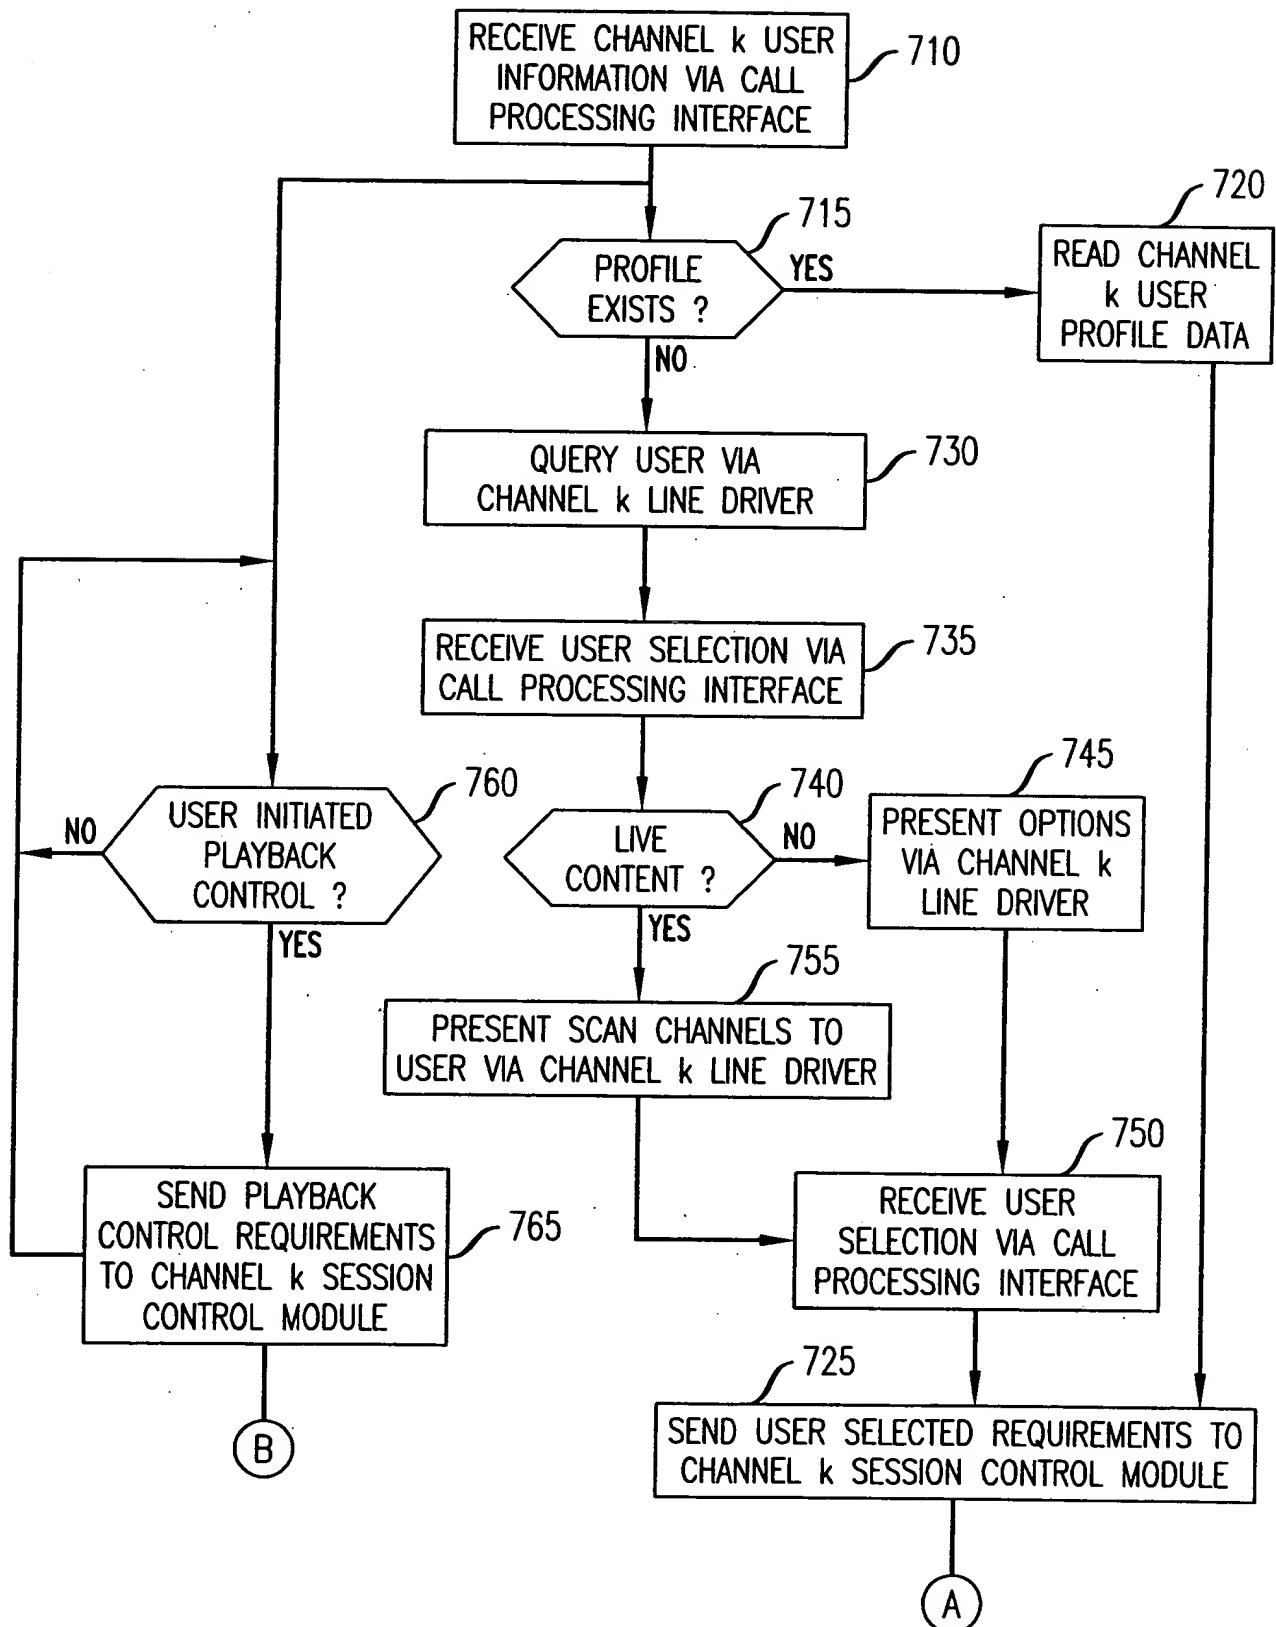 RECEIVE CHANNEL k USER
INFORMATION VIA CALL
PROCESSING INTERFACE
710
715
PROFILE
EXISTS ?
YES
NO
720
READ CHANNEL
k USER
PROFILE DATA
QUERY USER VIA
CHANNEL k LINE DRIVER
730
RECEIVE USER SELECTION VIA
CALL PROCESSING INTERFACE
735
760
USER INITIATED
PLAYBACK
CONTROL ?
NO
YES
740
LIVE
CONTENT ?
NO
YES
745
PRESENT OPTIONS
VIA CHANNEL k
LINE DRIVER
755
PRESENT SCAN CHANNELS TO
USER VIA CHANNEL k LINE DRIVER
750
RECEIVE USER
SELECTION VIA CALL
PROCESSING INTERFACE
SEND PLAYBACK
CONTROL REQUIREMENTS
TO CHANNEL k SESSION
CONTROL MODULE
765
725
SEND USER SELECTED REQUIREMENTS TO
CHANNEL k SESSION CONTROL MODULE
B
A